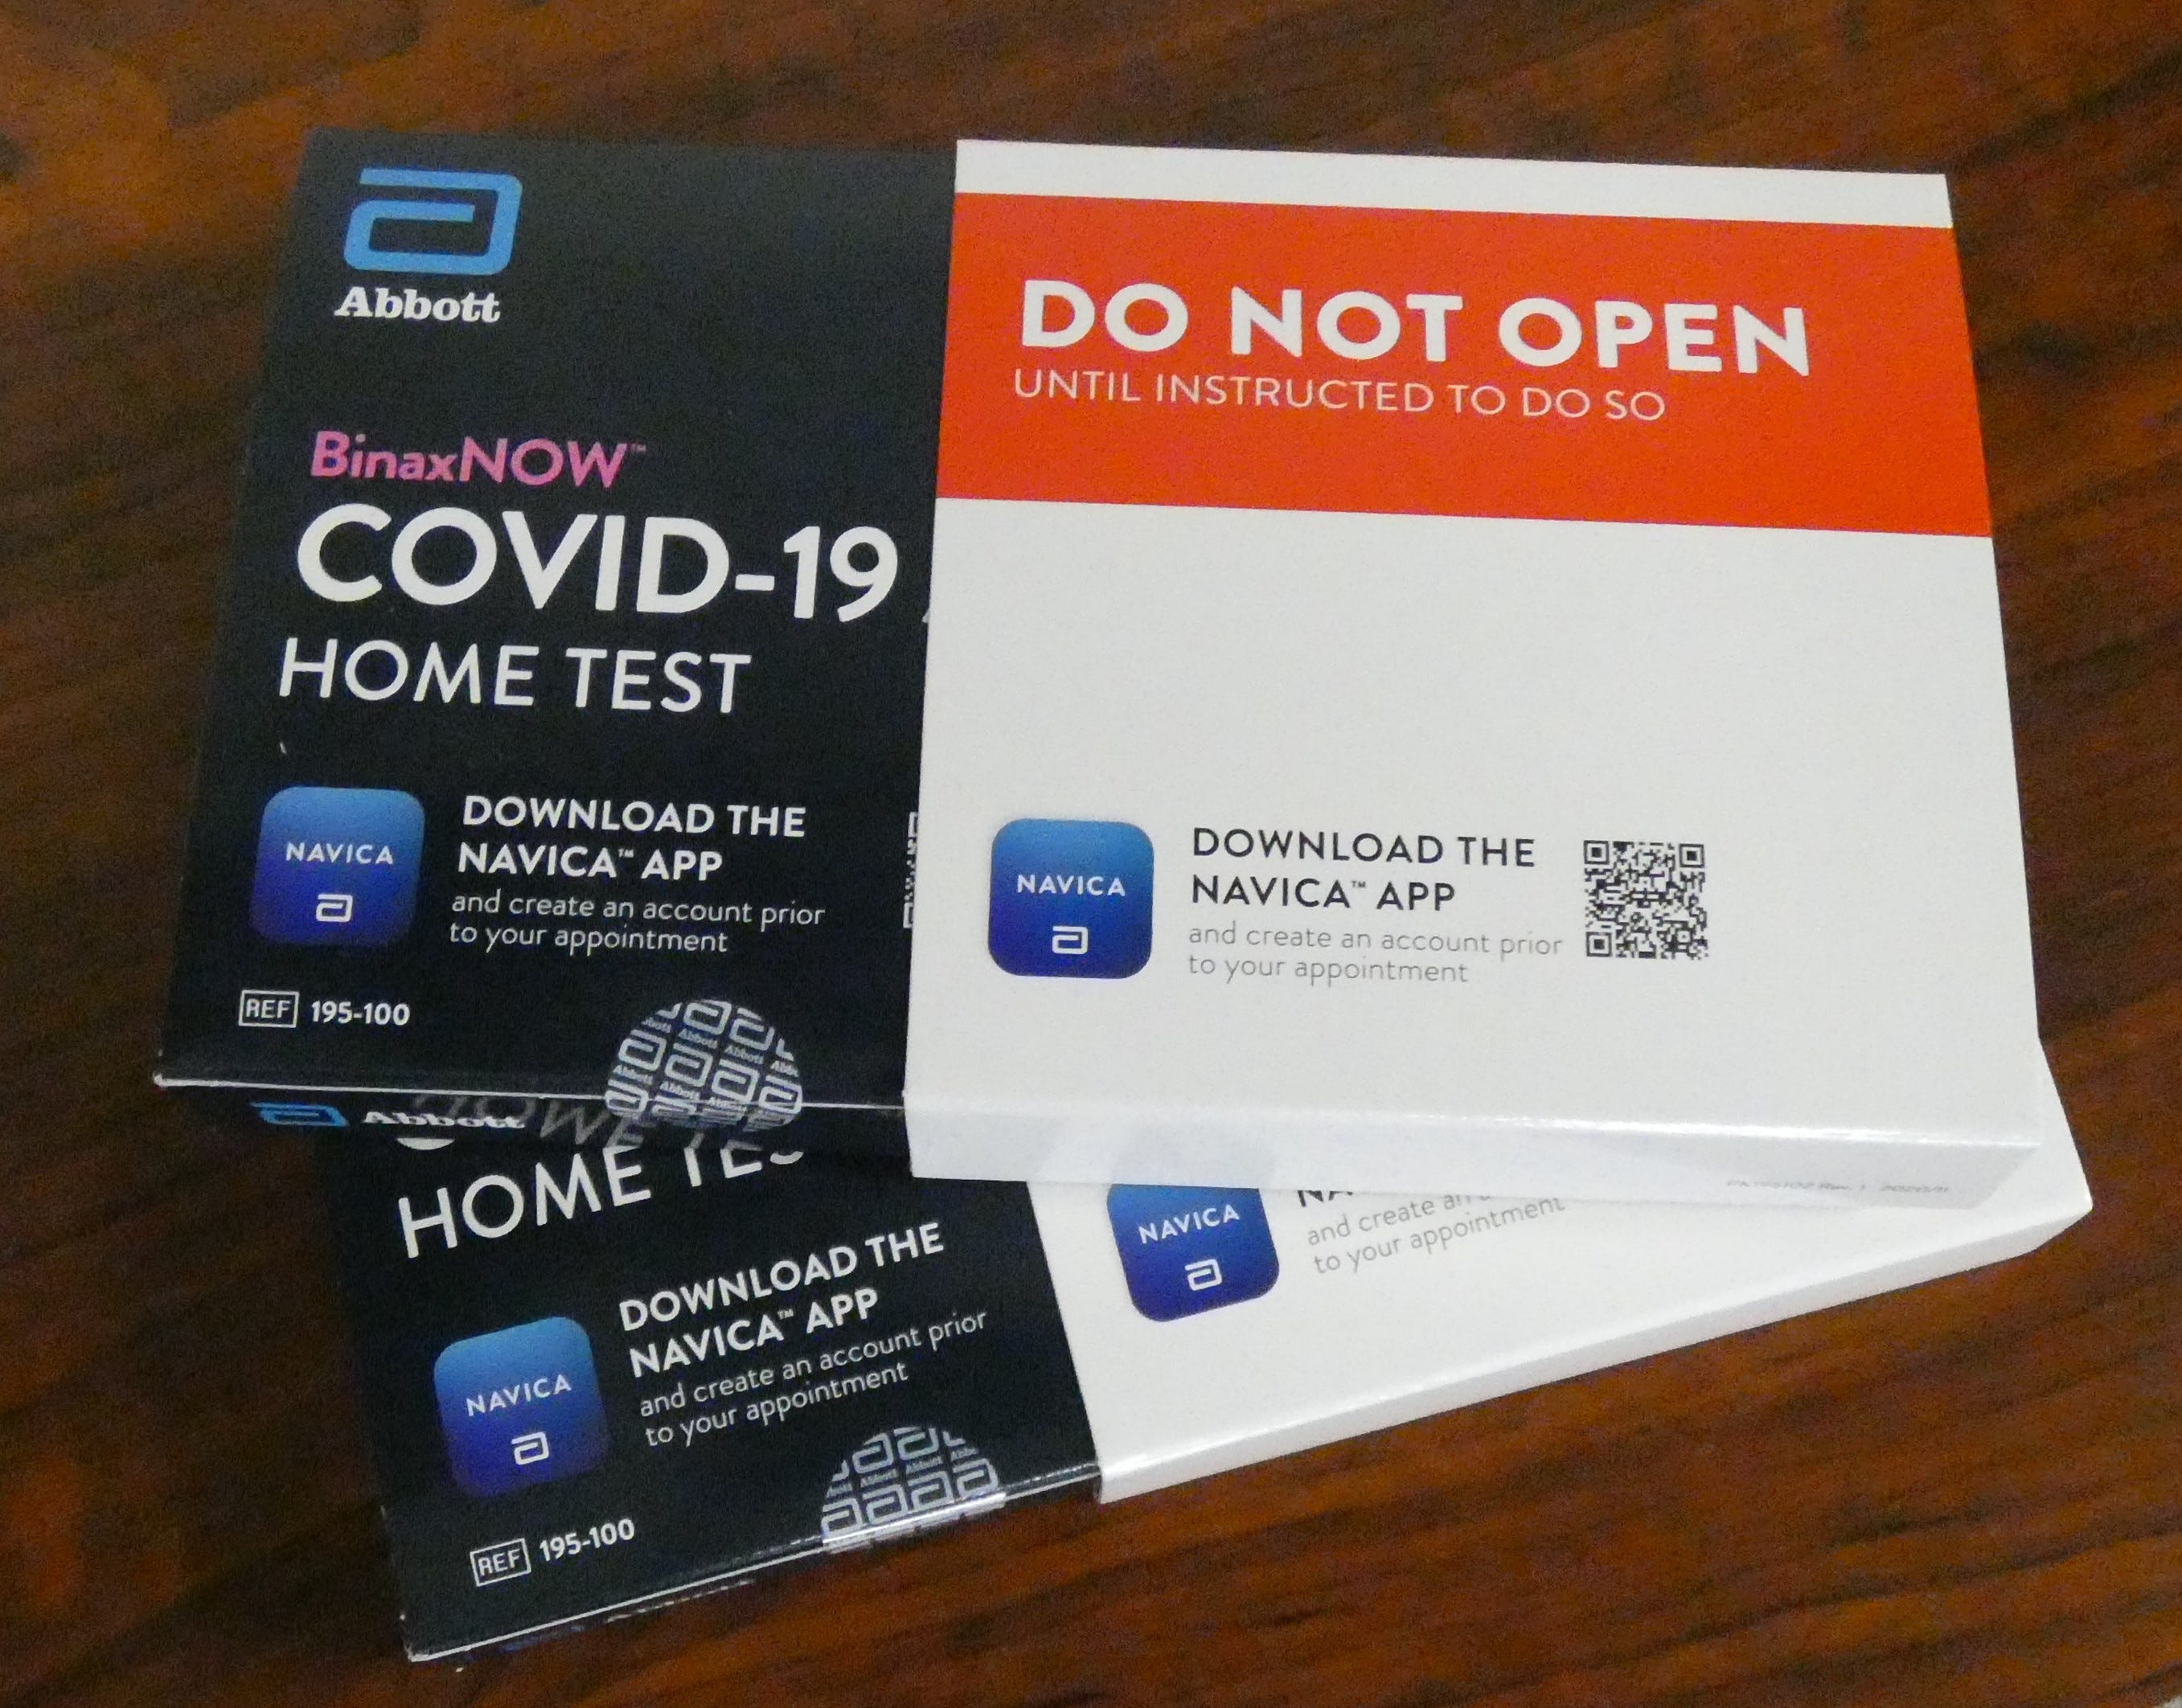 Abbott
BinaxNOW™
COVID-19
HOME TEST
NAVICA
DOWNLOAD THE
NAVICA™ APP
and create an account prior
to your appointment
REF 195-100
DO NOT OPEN
UNTIL INSTRUCTED TO DO SO
NAVICA
DOWNLOAD THE
NAVICA™ APP
and create an account prior
to your appointment
Abbott
HOME
NAVICA
DOWNLOAD THE
NAVICA™ APP
and create an account prior
to your appointment
REF 195-100
NAVICA
and create
to your appointment